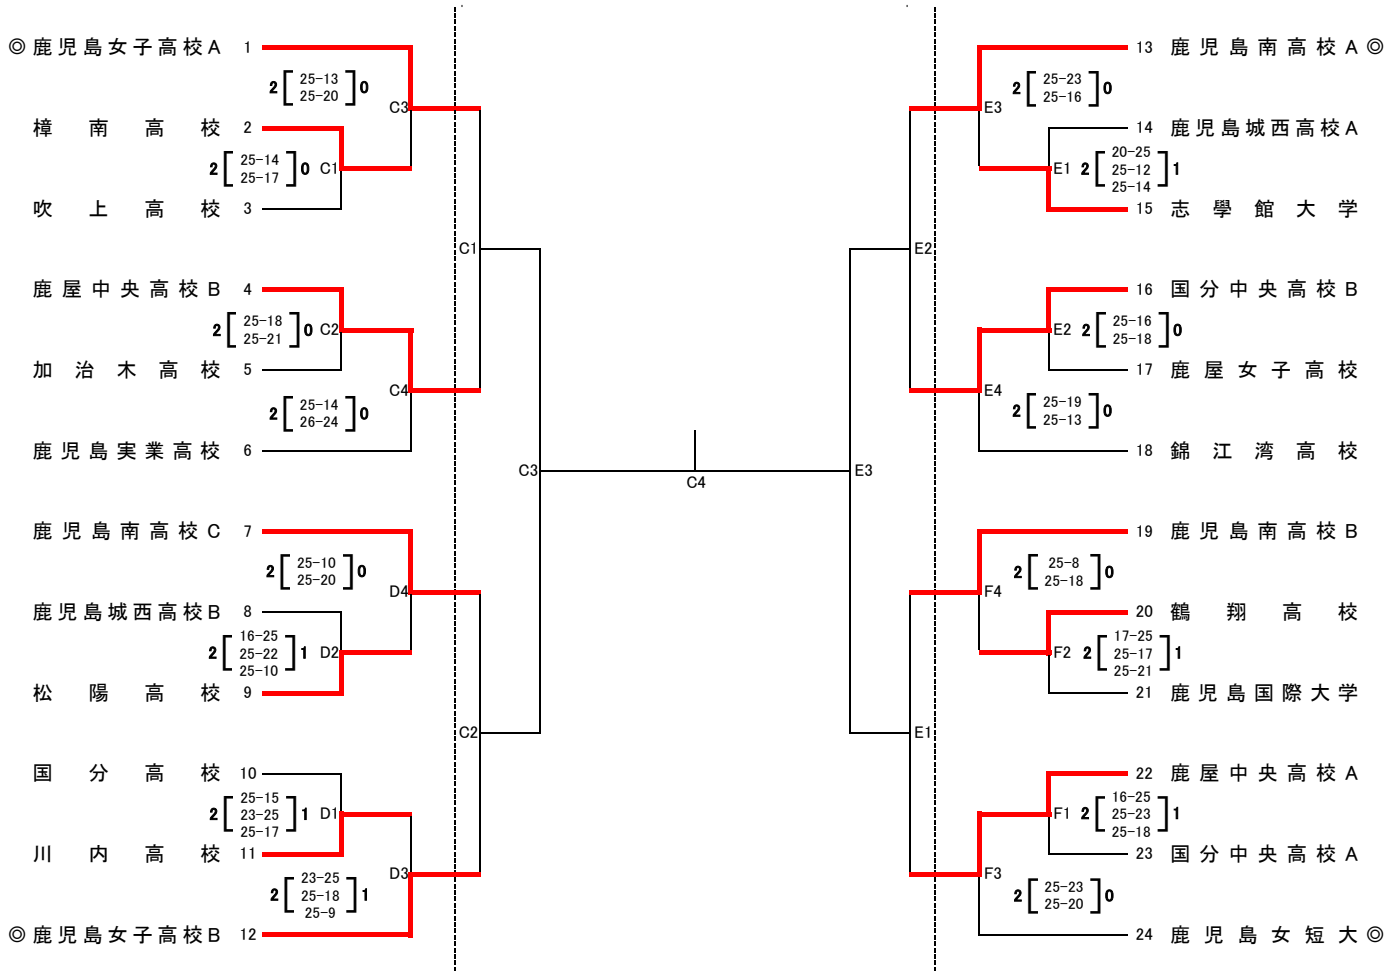 ◎鹿児島女子高校A 1
2 [ 25-13 25-20 ] 0
C3
樟南高校 2
2 [ 25-14 25-17 ] 0 C1
吹上高校 3
C1
鹿屋中央高校B 4
2 [ 25-18 25-21 ] 0 C2
加治木高校 5
C4
2 [ 25-14 26-24 ] 0
鹿児島実業高校 6
C3
鹿児島南高校C 7
2 [ 25-10 25-20 ] 0
D4
鹿児島城西高校B 8
2 [ 16-25 25-22 25-10 ] 1 D2
松陽高校 9
C2
国分高校 10
2 [ 25-15 23-25 25-17 ] 1 D1
川内高校 11
D3
2 [ 23-25 25-18 25-9 ] 1
◎鹿児島女子高校B 12
C4
13 鹿児島南高校A◎
2 [ 25-23 25-16 ] 0
E3
14 鹿児島城西高校A
E1 2 [ 20-25 25-12 25-14 ] 1
15 志學館大学
E2
16 国分中央高校B
E2 2 [ 25-16 25-18 ] 0
17 鹿屋女子高校
E4
2 [ 25-19 25-13 ] 0
18 錦江湾高校
E3
19 鹿児島南高校B
2 [ 25-8 25-18 ] 0
F4
20 鶴翔高校
F2 2 [ 17-25 25-17 25-21 ] 1
21 鹿児島国際大学
E1
22 鹿屋中央高校A
F1 2 [ 16-25 25-23 25-18 ] 1
23 国分中央高校A
F3
2 [ 25-23 25-20 ] 0
24 鹿児島女短大◎